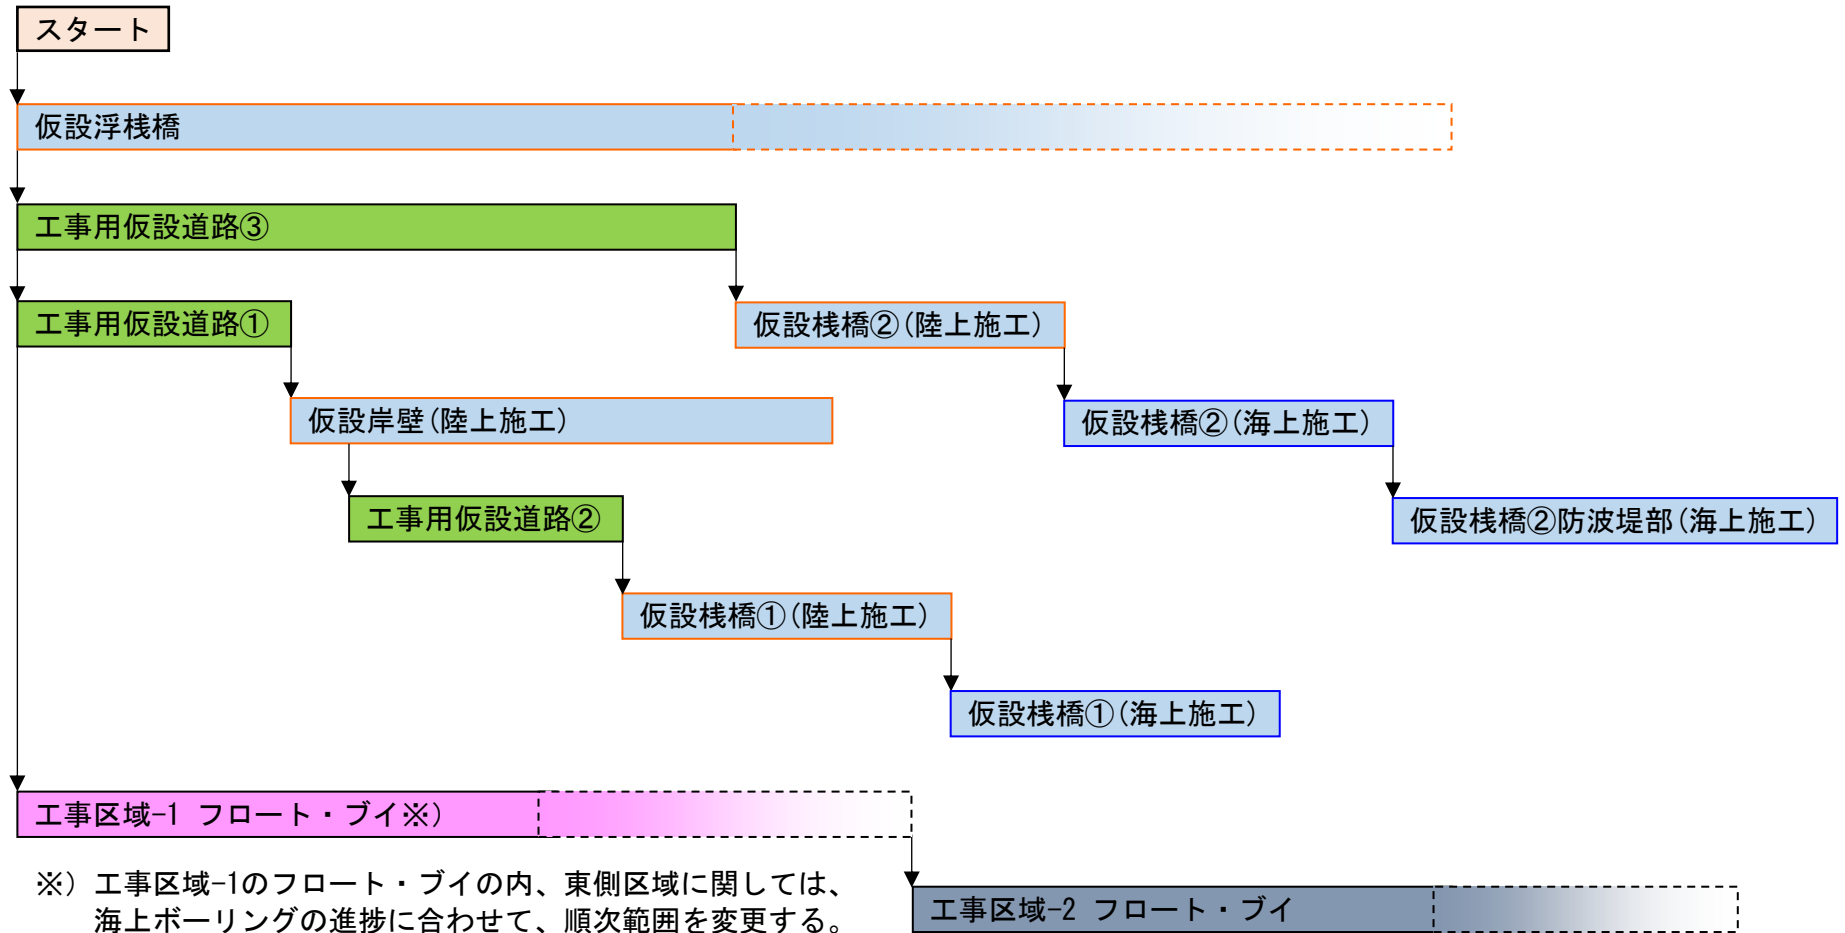 スタート
仮設浮桟橋
工事用仮設道路③
工事用仮設道路①
仮設桟橋②(陸上施工)
仮設岸壁(陸上施工)
仮設桟橋②(海上施工)
工事用仮設道路②
仮設桟橋②防波堤部(海上施工)
仮設桟橋①(陸上施工)
仮設桟橋①(海上施工)
工事区域-1 フロート・ブイ※)
※) 工事区域-1のフロート・ブイの内、東側区域に関しては、
海上ボーリングの進捗に合わせて、順次範囲を変更する。
工事区域-2 フロート・ブイ